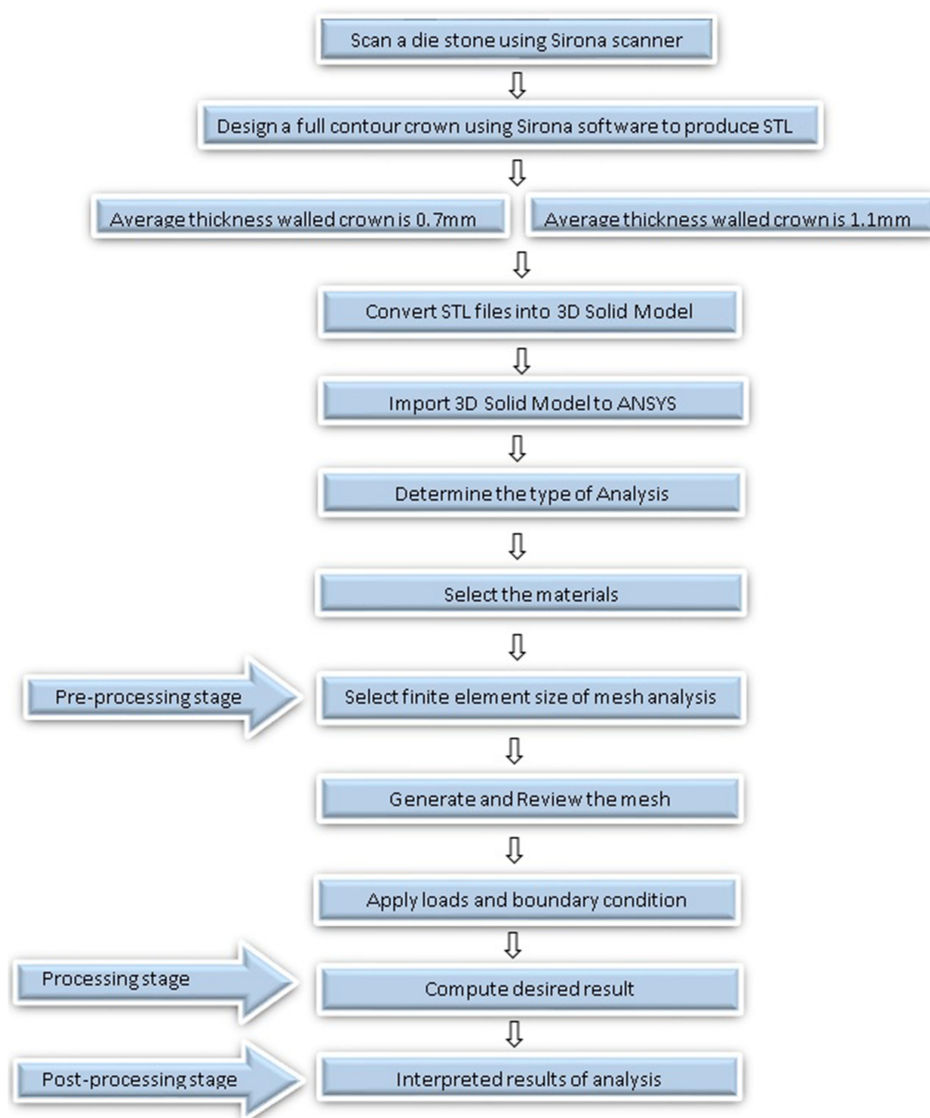 Scan a die stone using Sirona scanner
Design a full contour crown using Sirona software to produce STL
Average thickness walled crown is 0.7mm
Average thickness walled crown is 1.1mm
Convert STL files into 3D Solid Model
Import 3D Solid Model to ANSYS
Determine the type of Analysis
Select the materials
Pre-processing stage
Select finite element size of mesh analysis
Generate and Review the mesh
Apply loads and boundary condition
Processing stage
Compute desired result
Post-processing stage
Interpreted results of analysis